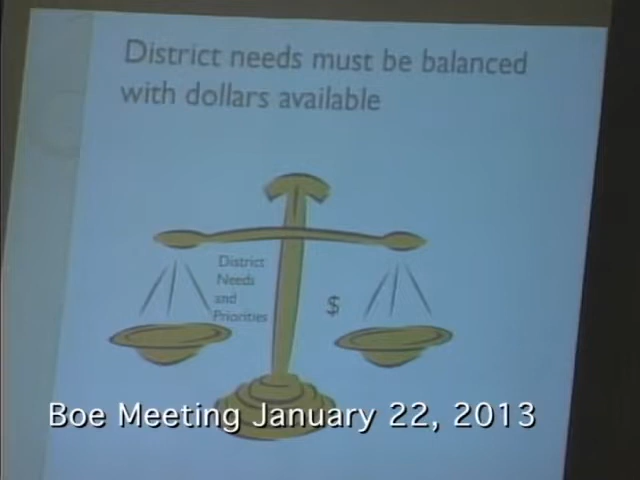 District needs must be balanced
with dollars available
District
Needs
and
Priorities
$
Boe Meeting January 22, 2013